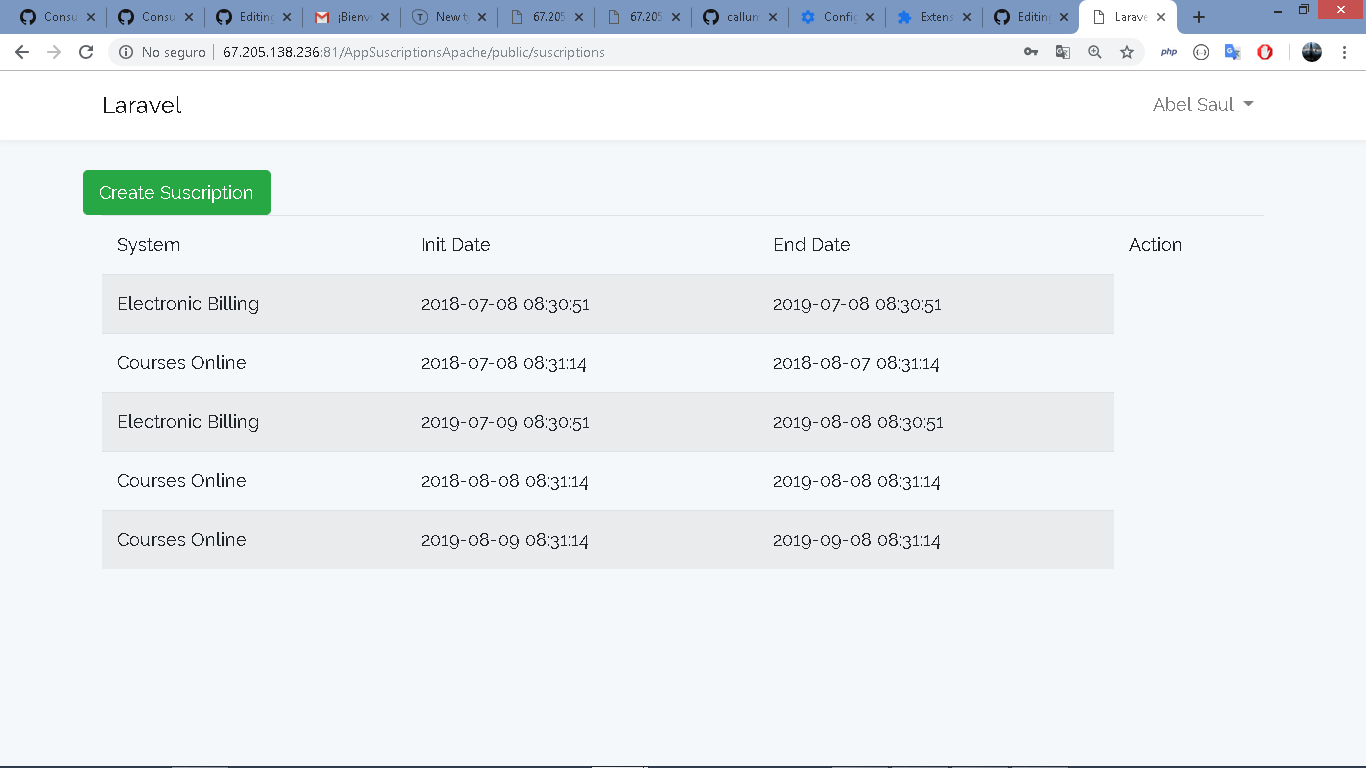 Consu Consu Editing ¡Bienv New t 67.205 67.205 callum Config Extens Editing Larave
No seguro 67.205.138.236:81/AppSuscriptionsApache/public/suscriptions php
Laravel Abel Saul
Create Suscription
System Init Date End Date Action
Electronic Billing 2018-07-08 08:30:51 2019-07-08 08:30:51
Courses Online 2018-07-08 08:31:14 2018-08-07 08:31:14
Electronic Billing 2019-07-09 08:30:51 2019-08-08 08:30:51
Courses Online 2018-08-08 08:31:14 2019-08-08 08:31:14
Courses Online 2019-08-09 08:31:14 2019-09-08 08:31:14